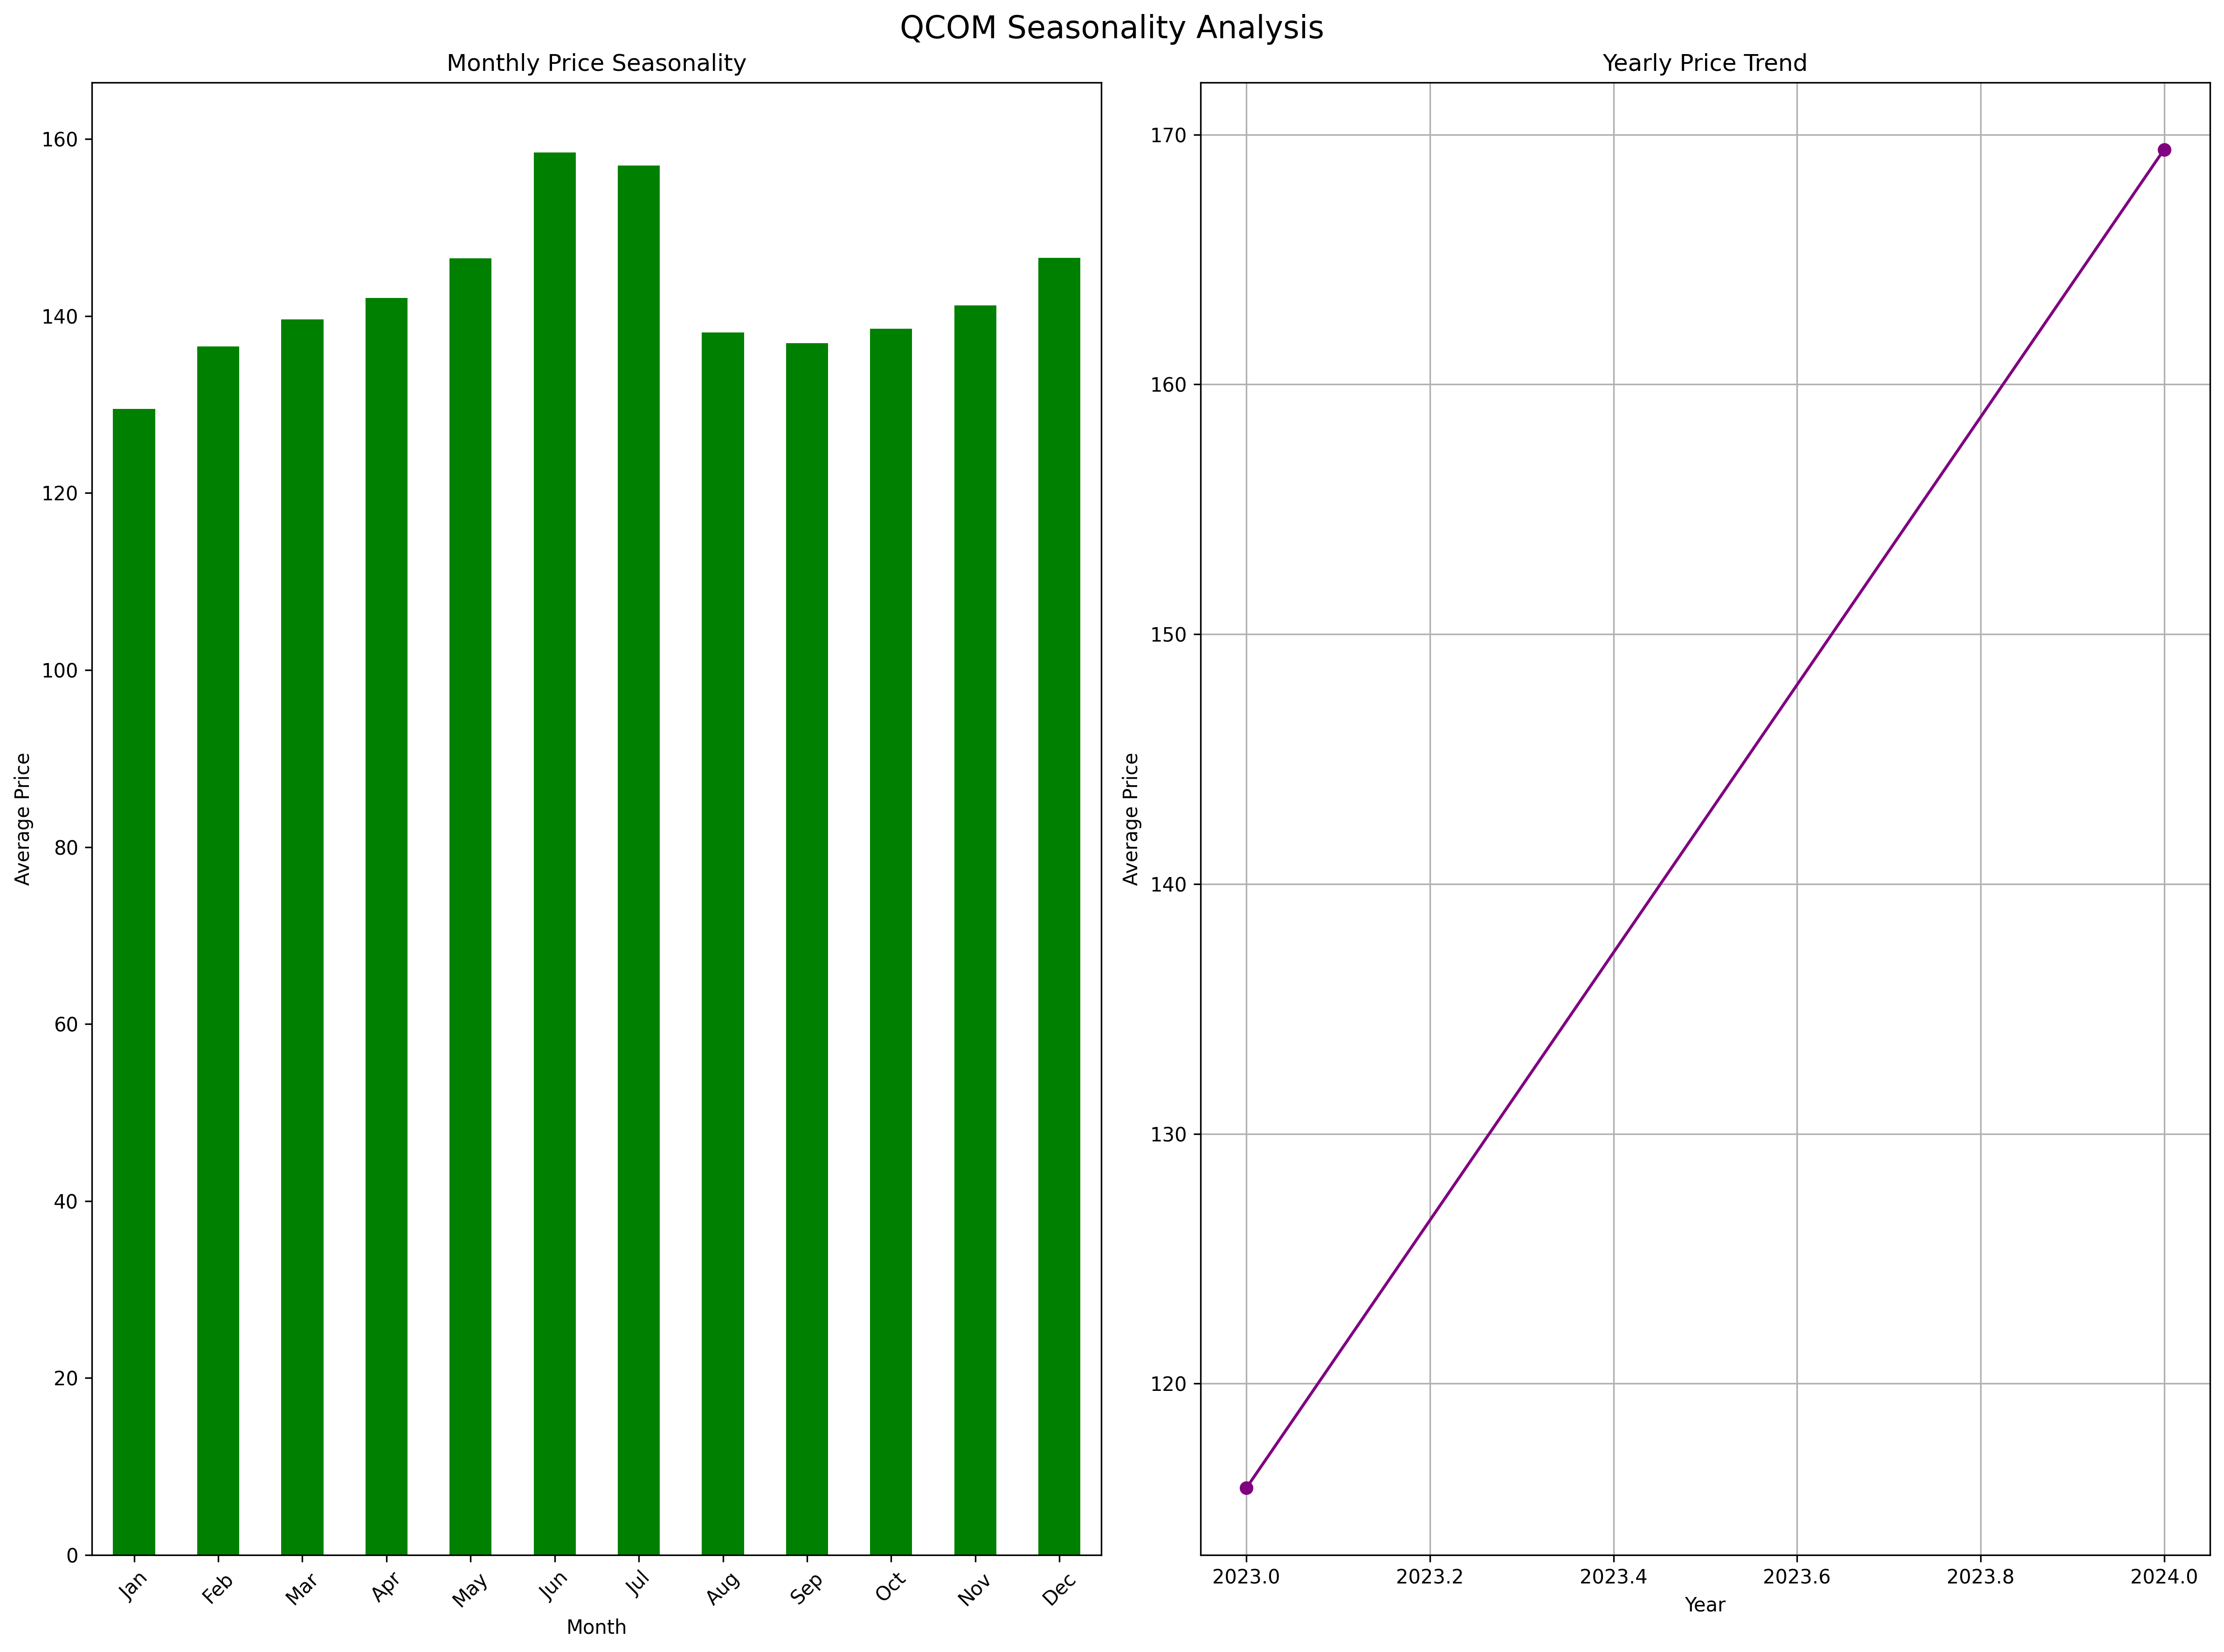 QCOM Seasonality Analysis
Monthly Price Seasonality
Average Price
160
140
120
100
80
60
40
20
0
Jan Feb Mar Apr May Jun Jul Aug Sep Oct Nov Dec
Month
Yearly Price Trend
Average Price
170
160
150
140
130
120
2023.0 2023.2 2023.4 2023.6 2023.8 2024.0
Year